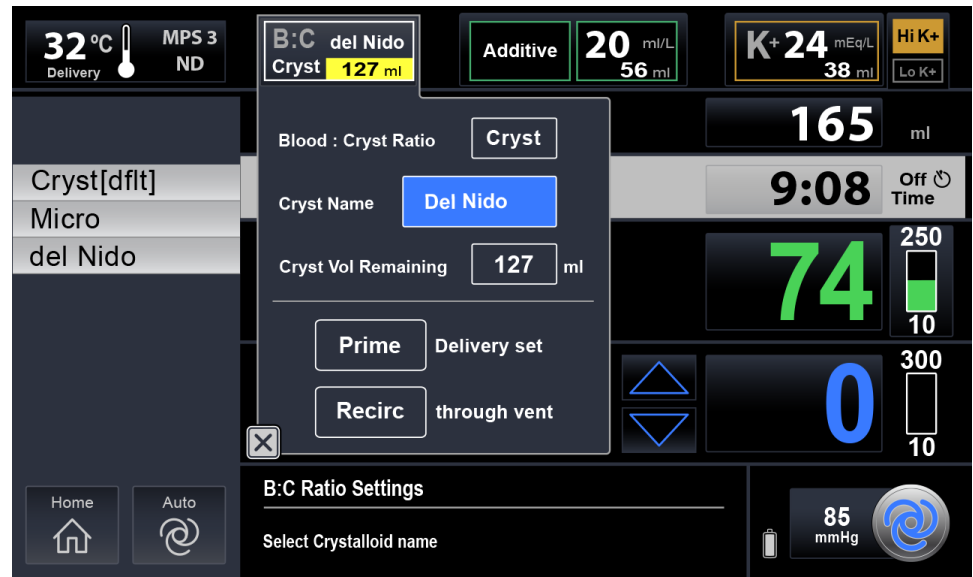 32 °C MPS 3
Delivery ND
B:C del Nido
Cryst 127 ml
Additive 20 ml/L
56 ml
K+ 24 mEq/L
38 ml
Hi K+
Lo K+
Blood : Cryst Ratio Cryst
Cryst Name Del Nido
Cryst Vol Remaining 127 ml
Prime Delivery set
Recirc through vent
Cryst[dflt]
Micro
del Nido
165 ml
9:08 Off Time
74 250
10
0 300
10
Home Auto
B:C Ratio Settings
Select Crystalloid name
85
mmHg